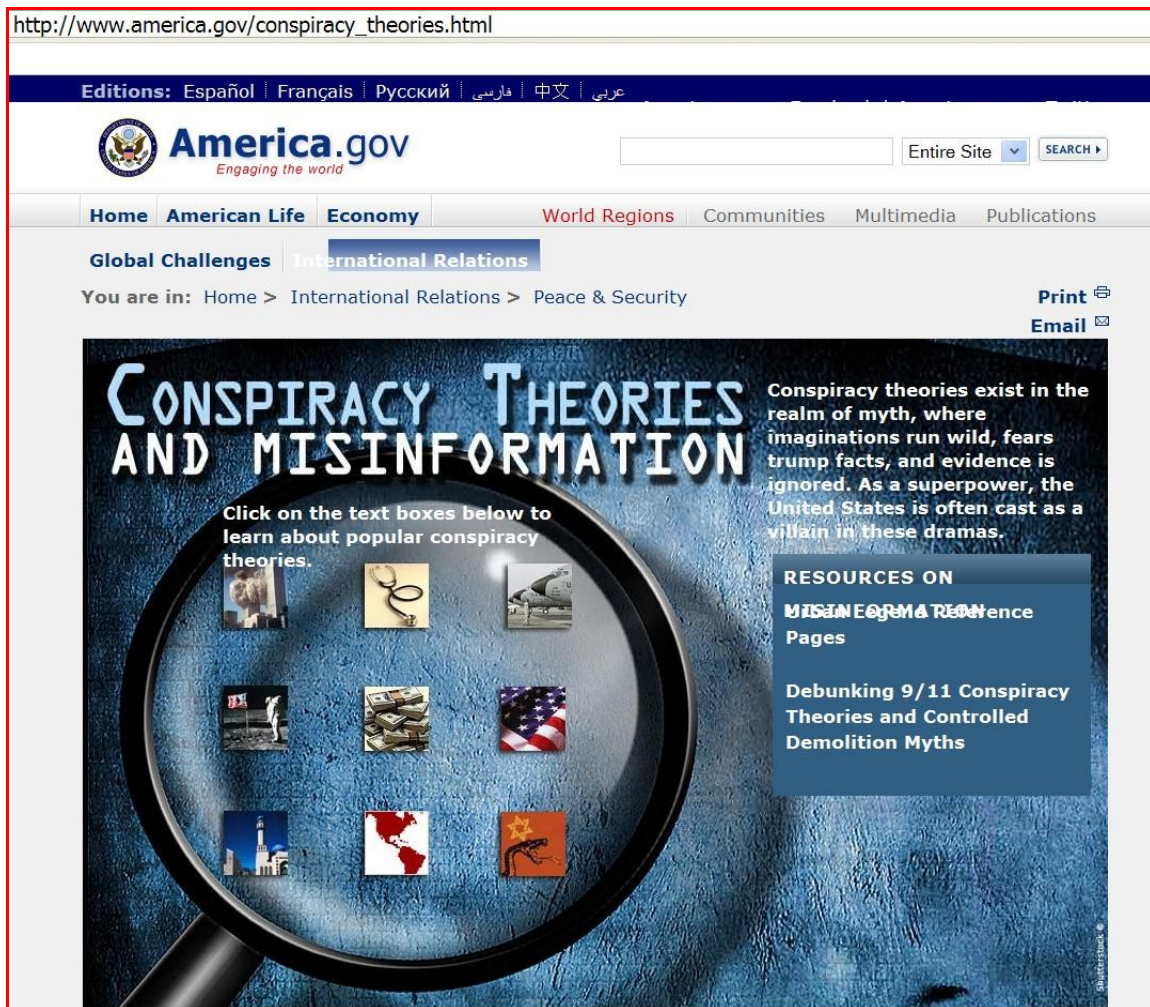 http://www.america.gov/conspiracy_theories.html
Editions: Español Français Русский فارسی 中文 عربي
America.gov
Engaging the world
Entire Site
SEARCH
Home American Life Economy World Regions Communities Multimedia Publications
Global Challenges International Relations
You are in: Home > International Relations > Peace & Security
Print
Email
CONSPIRACY THEORIES
AND MISINFORMATION
Click on the text boxes below to
learn about popular conspiracy
theories.
Conspiracy theories exist in the
realm of myth, where
imaginations run wild, fears
trump facts, and evidence is
ignored. As a superpower, the
United States is often cast as a
villain in these dramas.
RESOURCES ON
MISINFORMATION
Urban Legend Reference
Pages
Debunking 9/11 Conspiracy
Theories and Controlled
Demolition Myths
Shutterstock ©